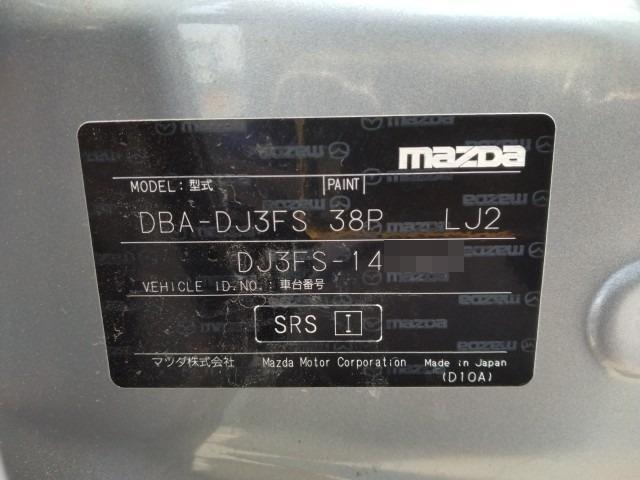 mazda
MODEL:型式 PAINT
DBA-DJ3FS 38P LJ2
DJ3FS-14
VEHICLE ID.NO.:車台番号
SRS I
マツダ株式会社 Mazda Motor Corporation Made in Japan
(D10A)